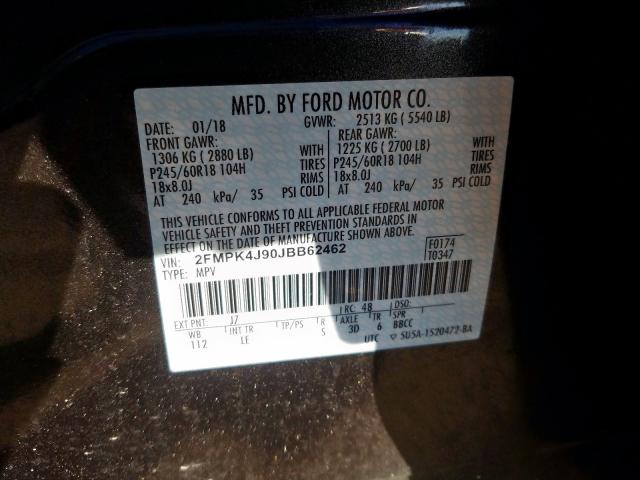 MFD. BY FORD MOTOR CO.
DATE: 01/18 GVWR: 2513 KG ( 5540 LB)
FRONT GAWR: REAR GAWR:
1306 KG ( 2880 LB) WITH 1225 KG ( 2700 LB) WITH
P245/60R18 104H TIRES P245/60R18 104H TIRES
18x8.0J RIMS 18x8.0J RIMS
AT 240 kPa/ 35 PSI COLD AT 240 kPa/ 35 PSI COLD
THIS VEHICLE CONFORMS TO ALL APPLICABLE FEDERAL MOTOR
VEHICLE SAFETY AND THEFT PREVENTION STANDARDS IN
EFFECT ON THE DATE OF MANUFACTURE SHOWN ABOVE.
VIN: 2FMPK4J90JBB62462 F0174
TYPE: MPV T0347
EXT PNT: J7 RC: 48 DSO:
WB INT TR TP/PS R AXLE TR SPR
112 LE S 3D 6 BBCC
UTC ▽ 5U5A-1520472-BA